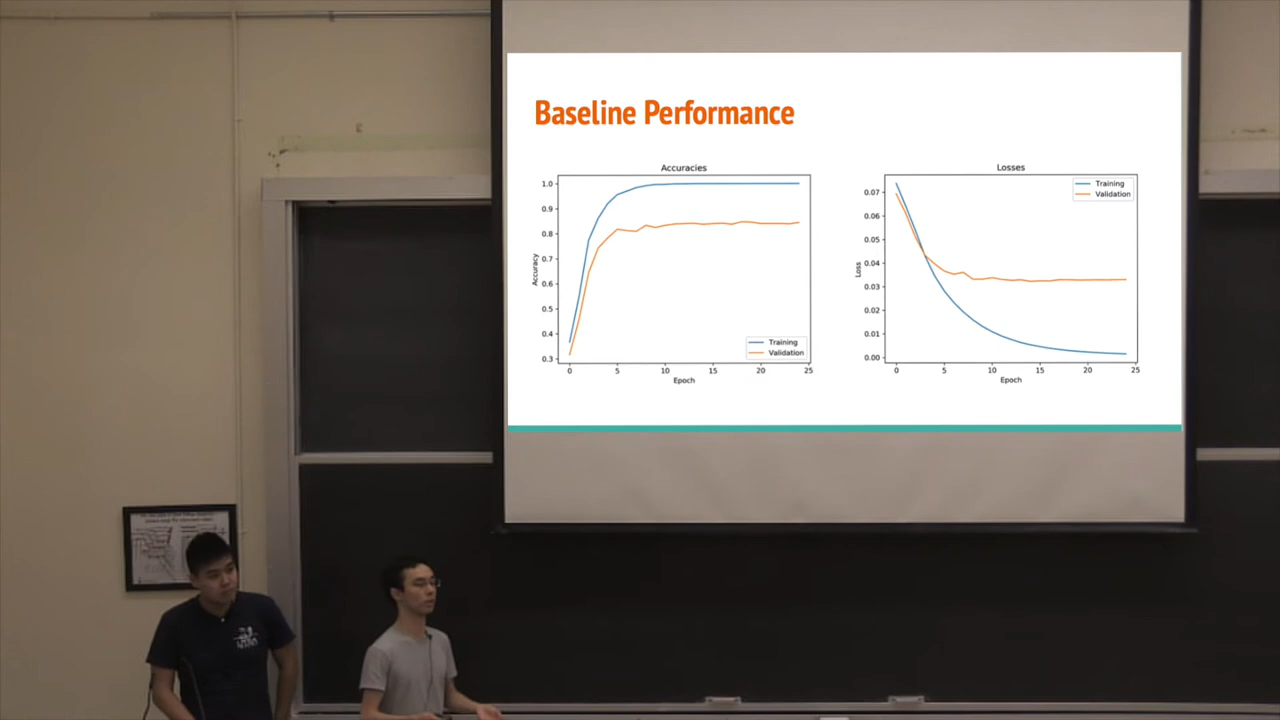 Baseline Performance
Accuracies
1.0
0.9
0.8
0.7
0.6
0.5
0.4
0.3
Accuracy
0 5 10 15 20 25
Epoch
Training
Validation
Losses
0.07
0.06
0.05
0.04
0.03
0.02
0.01
0.00
Loss
0 5 10 15 20 25
Epoch
Training
Validation